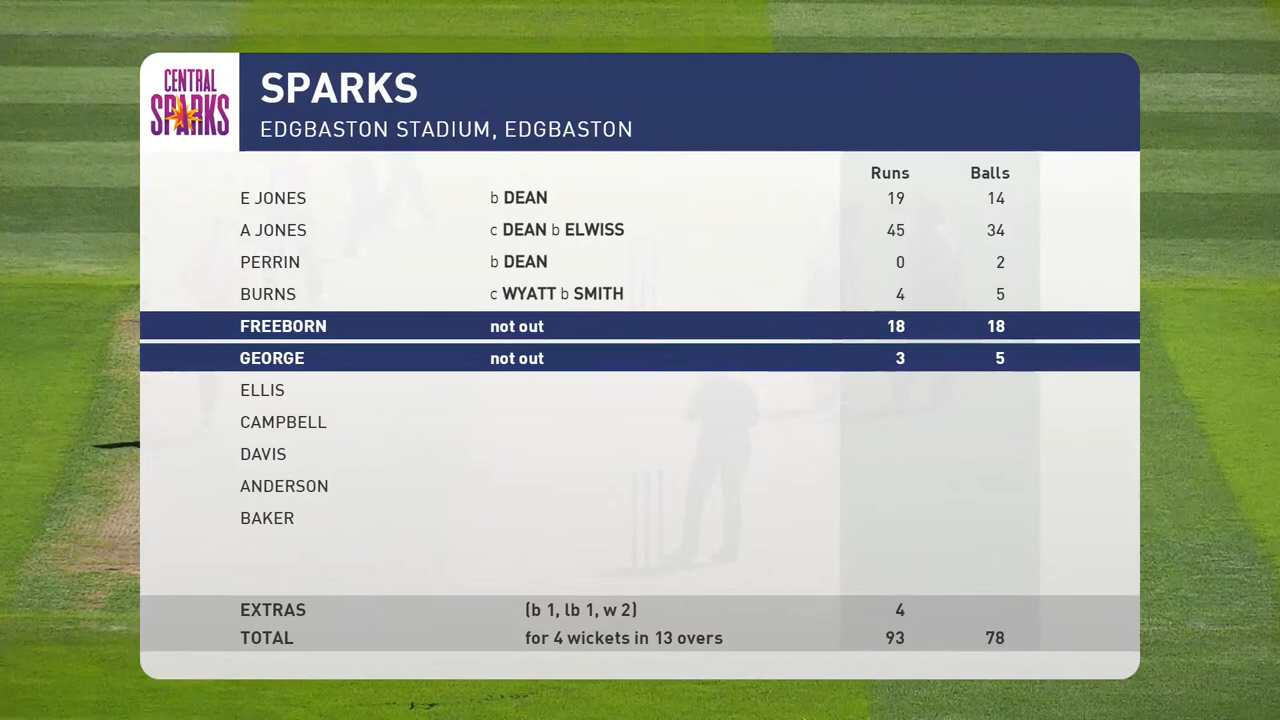 CENTRAL
SPARKS
SPARKS
EDGBASTON STADIUM, EDGBASTON
Runs Balls
E JONES b DEAN 19 14
A JONES c DEAN b ELWISS 45 34
PERRIN b DEAN 0 2
BURNS c WYATT b SMITH 4 5
FREEBORN not out 18 18
GEORGE not out 3 5
ELLIS
CAMPBELL
DAVIS
ANDERSON
BAKER
EXTRAS (b 1, lb 1, w 2) 4
TOTAL for 4 wickets in 13 overs 93 78